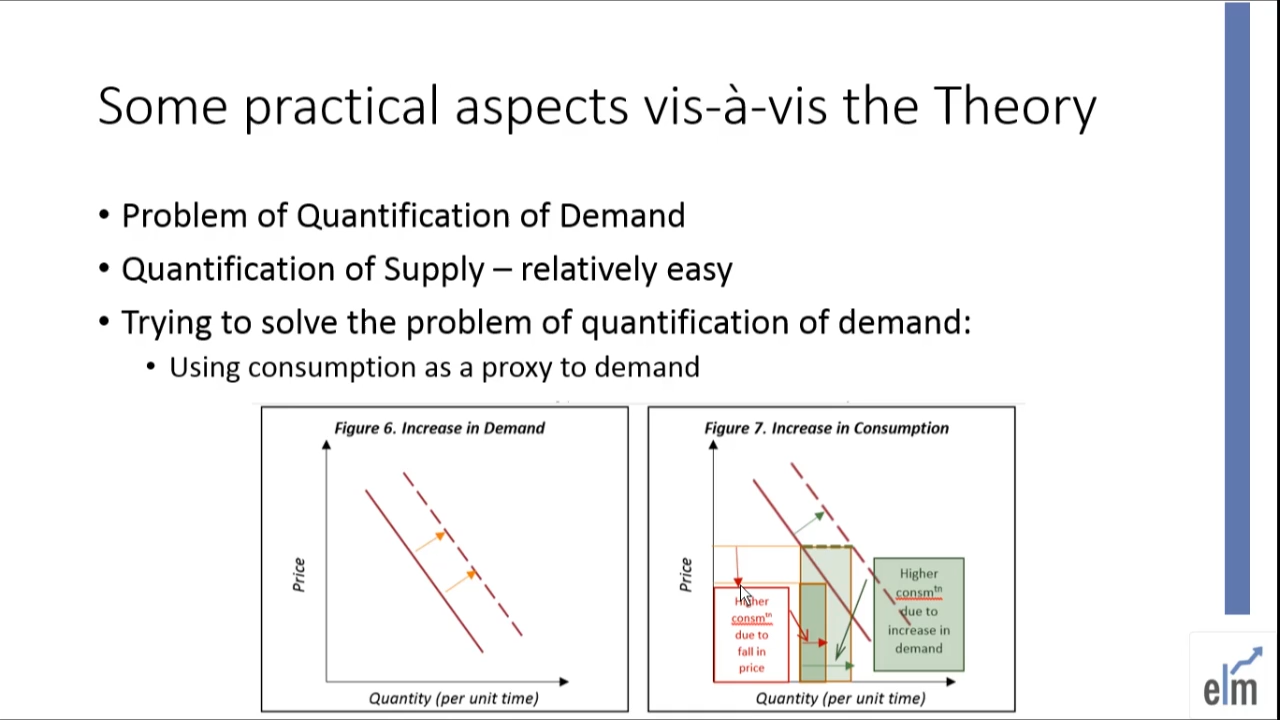 Some practical aspects vis-à-vis the Theory
• Problem of Quantification of Demand
• Quantification of Supply – relatively easy
• Trying to solve the problem of quantification of demand:
• Using consumption as a proxy to demand
Figure 6. Increase in Demand
Price
Quantity (per unit time)
Figure 7. Increase in Consumption
Price
Higher
consmᵗⁿ
due to
fall in
price
Higher
consmᵗⁿ
due to
increase in
demand
Quantity (per unit time)
elm